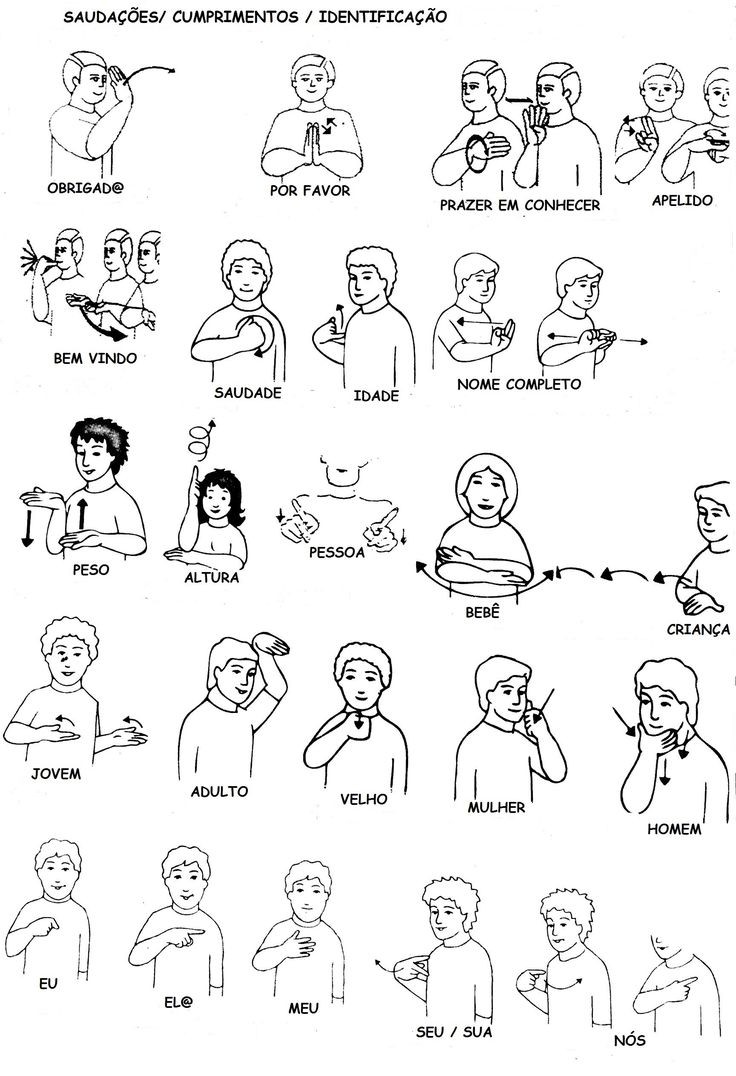 SAUDAÇÕES/ CUMPRIMENTOS / IDENTIFICAÇÃO
OBRIGAD@
POR FAVOR
PRAZER EM CONHECER
APELIDO
BEM VINDO
SAUDADE
IDADE
NOME COMPLETO
PESO
ALTURA
PESSOA
BEBÊ
CRIANÇA
JOVEM
ADULTO
VELHO
MULHER
HOMEM
EU
EL@
MEU
SEU / SUA
NÓS